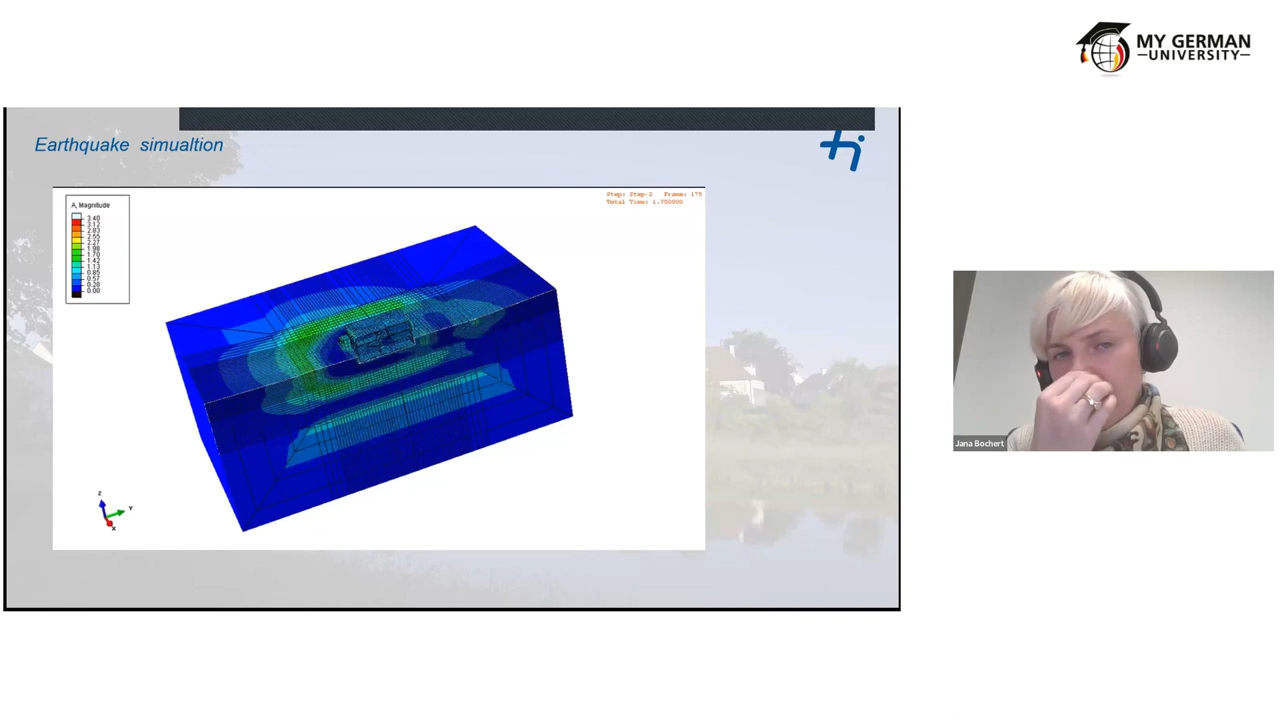 MY GERMAN
UNIVERSITY
Earthquake simualtion
Step: Step-2 Frame: 175
Total Time: 1.750000
A, Magnitude
3.40
3.12
2.83
2.55
2.27
1.98
1.70
1.42
1.13
0.85
0.57
0.28
0.00
Z
Y
X
Jana Bochert